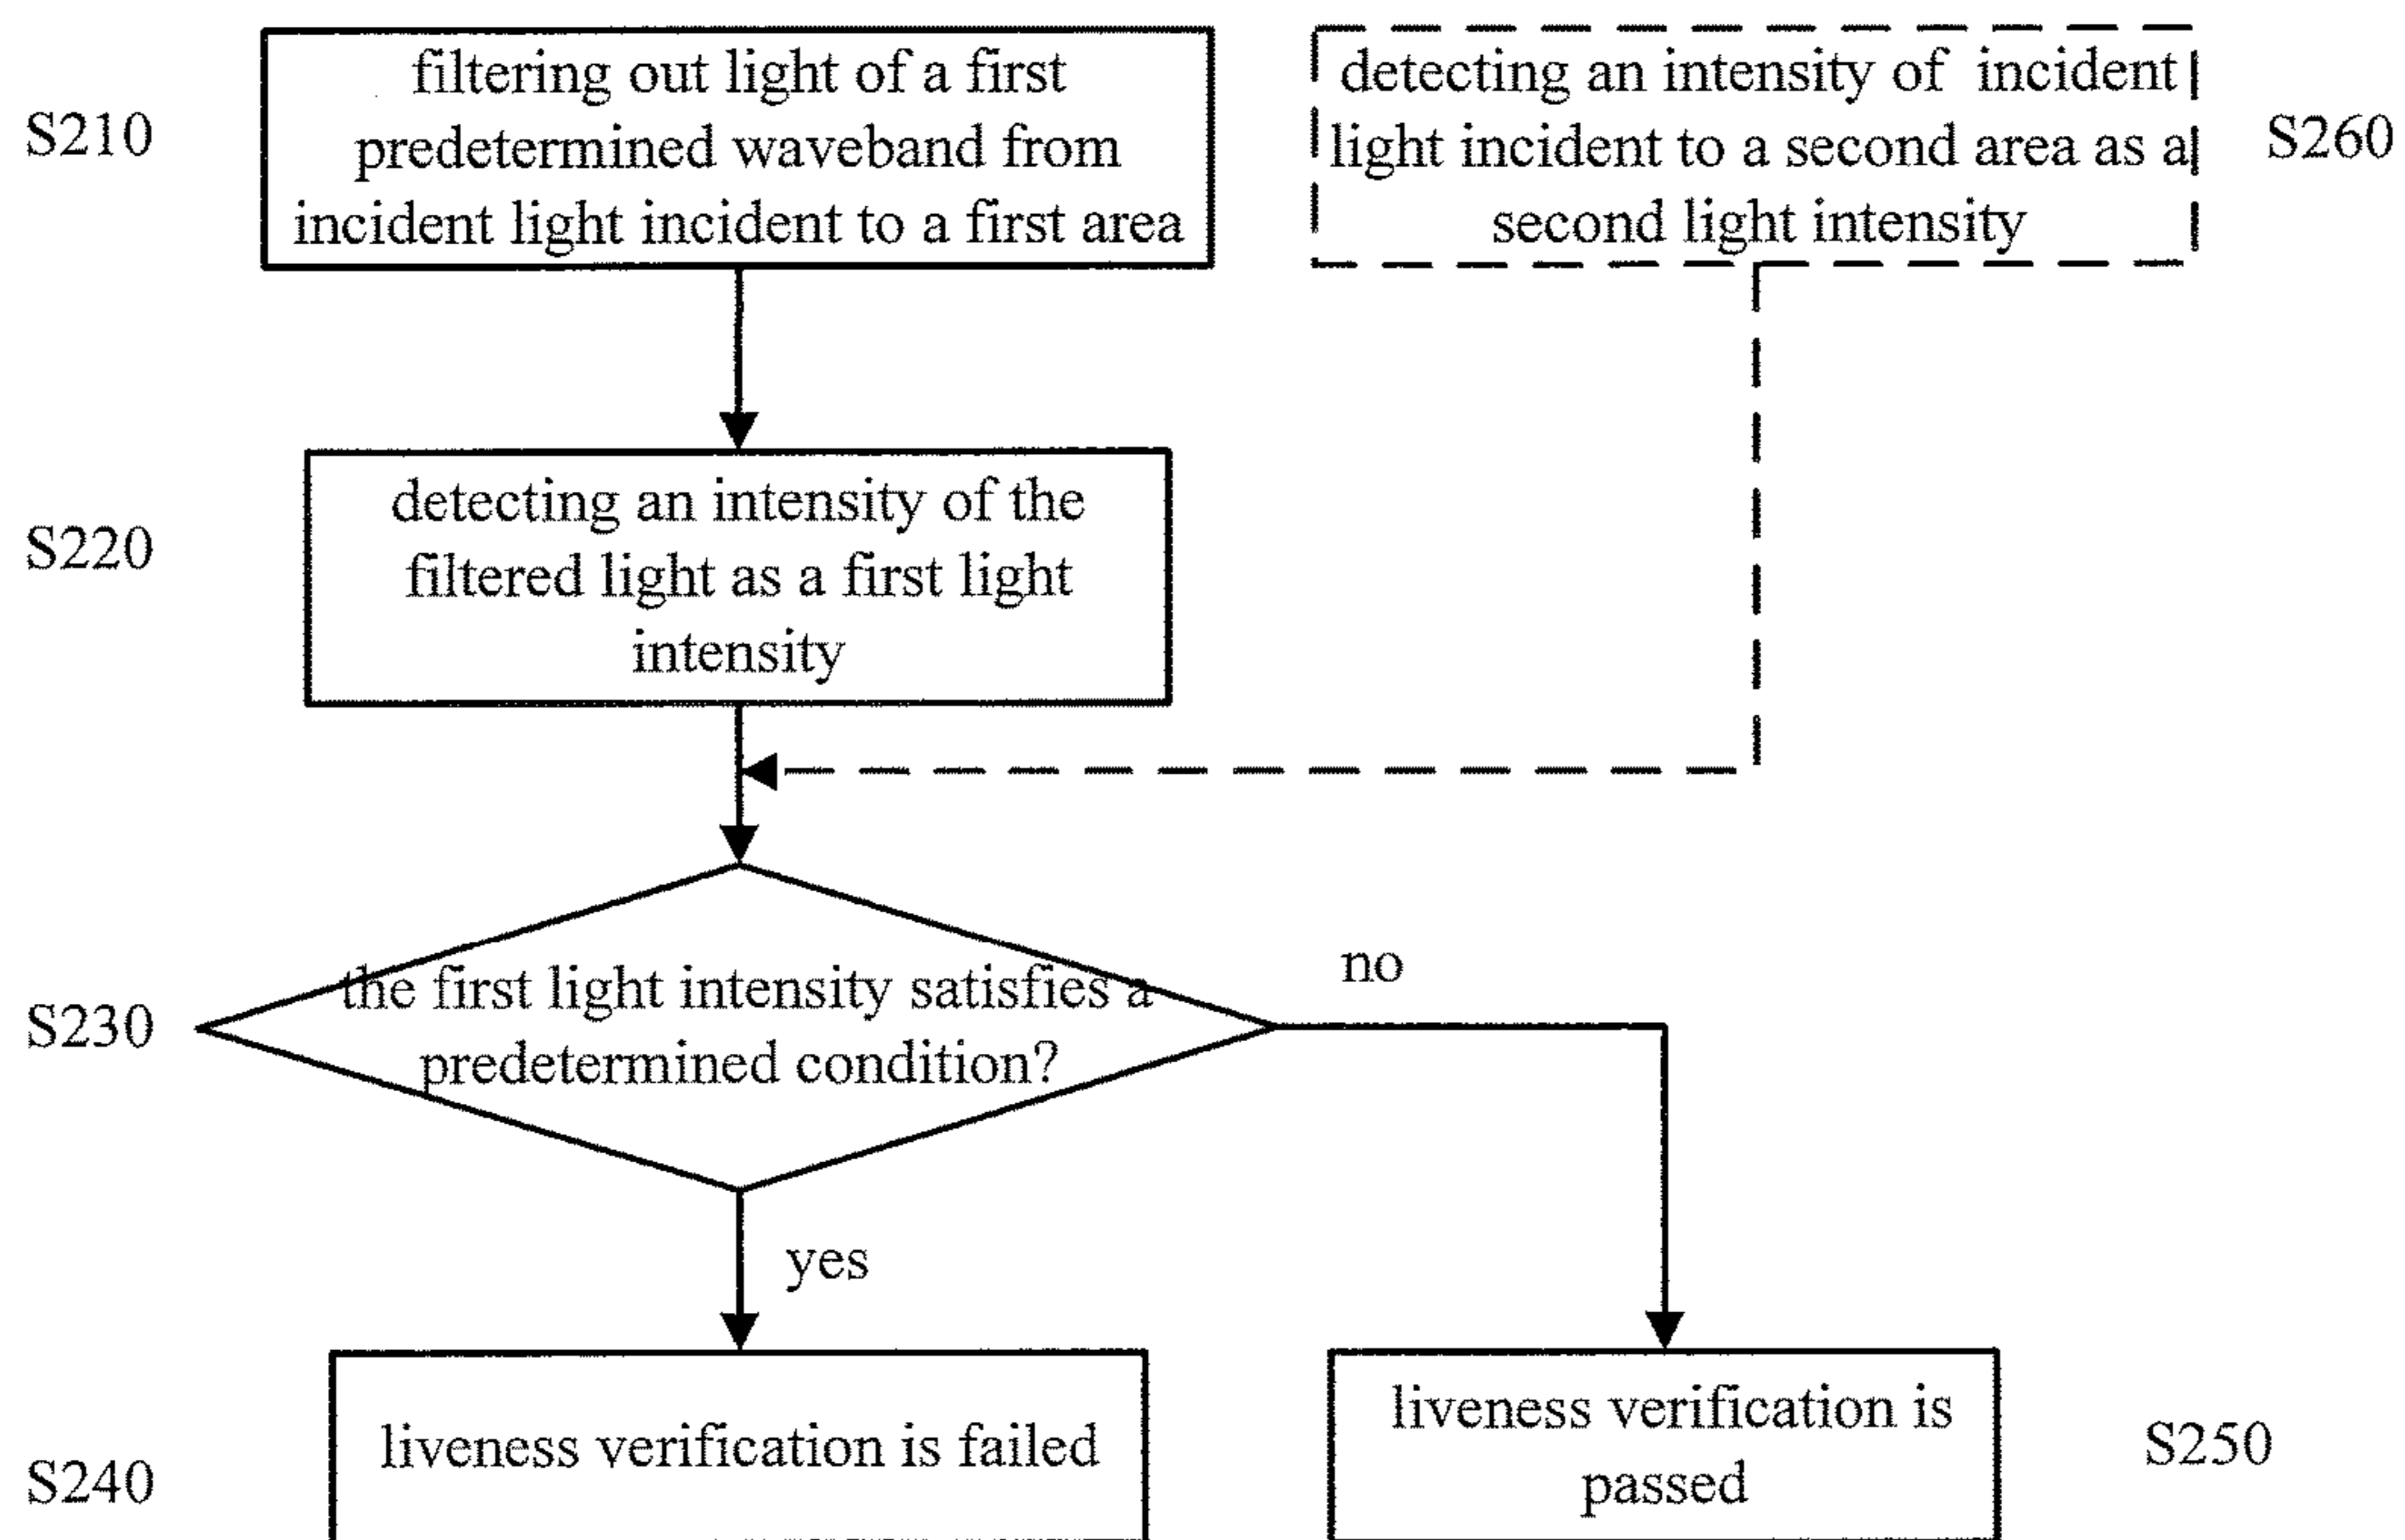 S210
filtering out light of a first
predetermined waveband from
incident light incident to a first area
detecting an intensity of incident
light incident to a second area as a
second light intensity
S260
S220
detecting an intensity of the
filtered light as a first light
intensity
S230
the first light intensity satisfies a
predetermined condition?
no
yes
S240
liveness verification is failed
liveness verification is
passed
S250